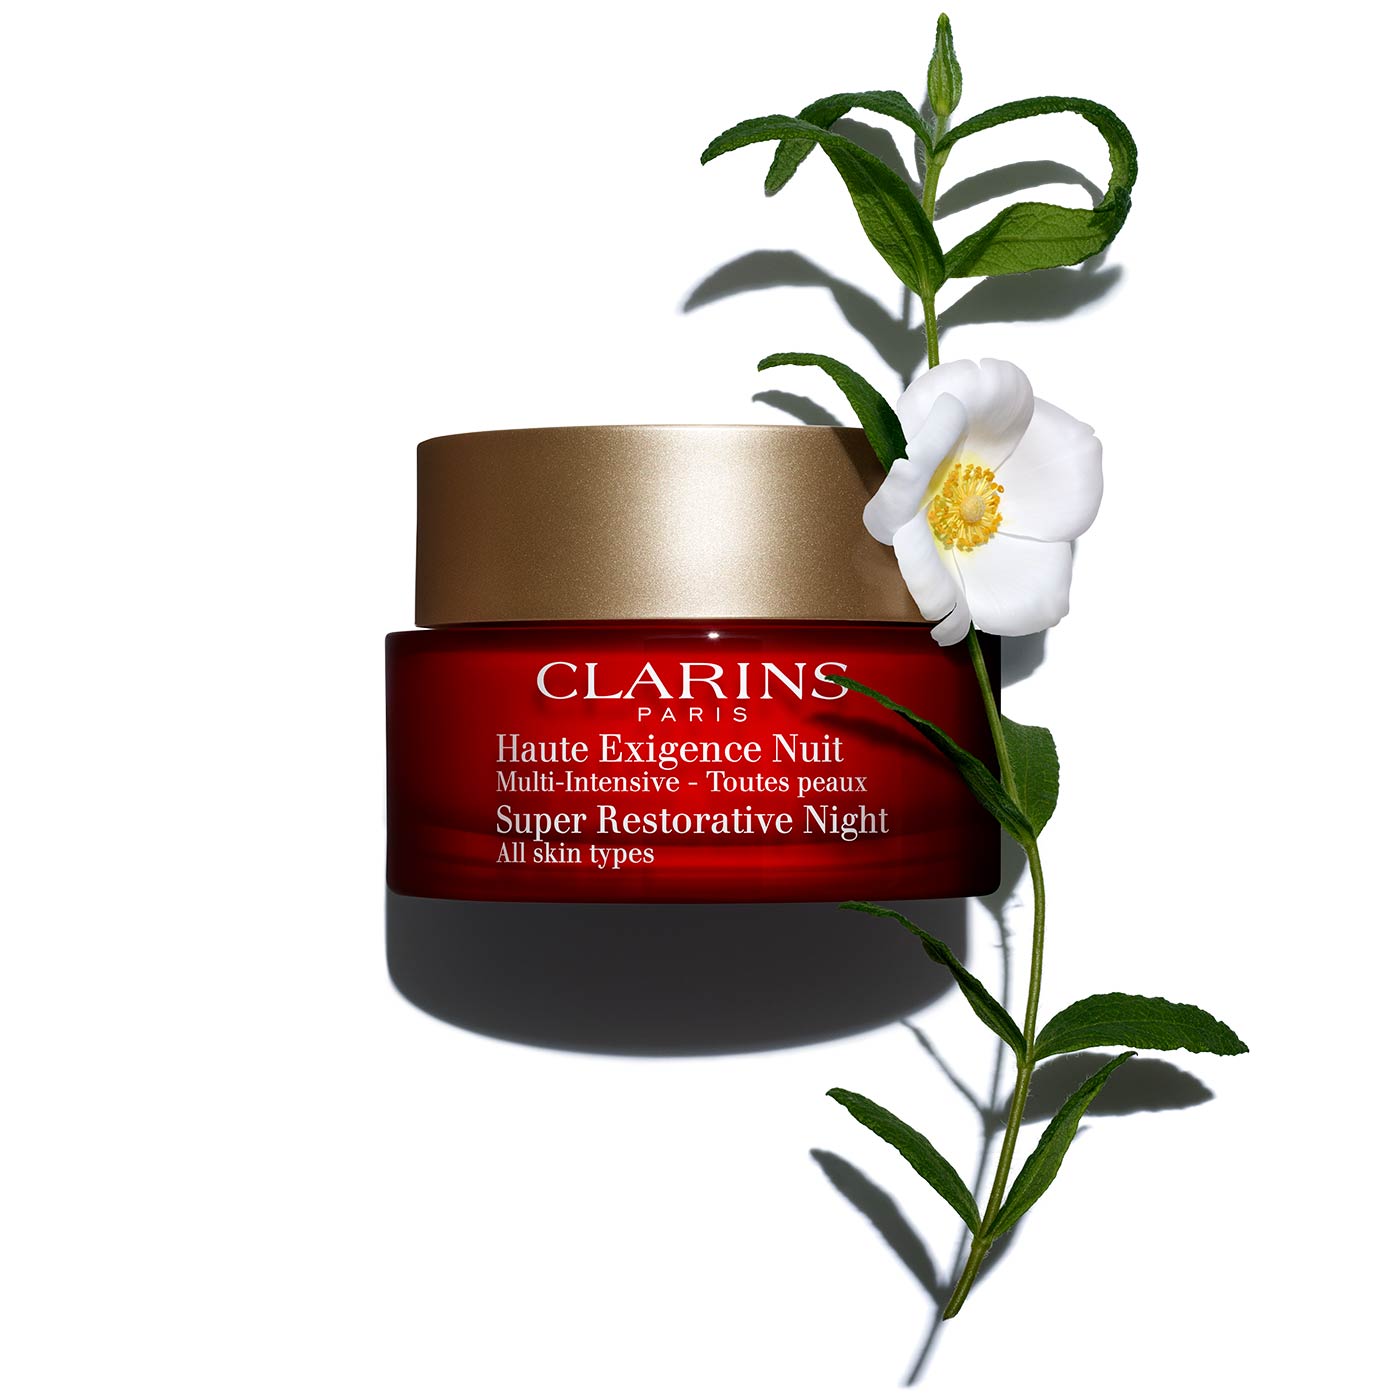 CLARINS
PARIS
Haute Exigence Nuit
Multi-Intensive - Toutes peaux
Super Restorative Night
All skin types